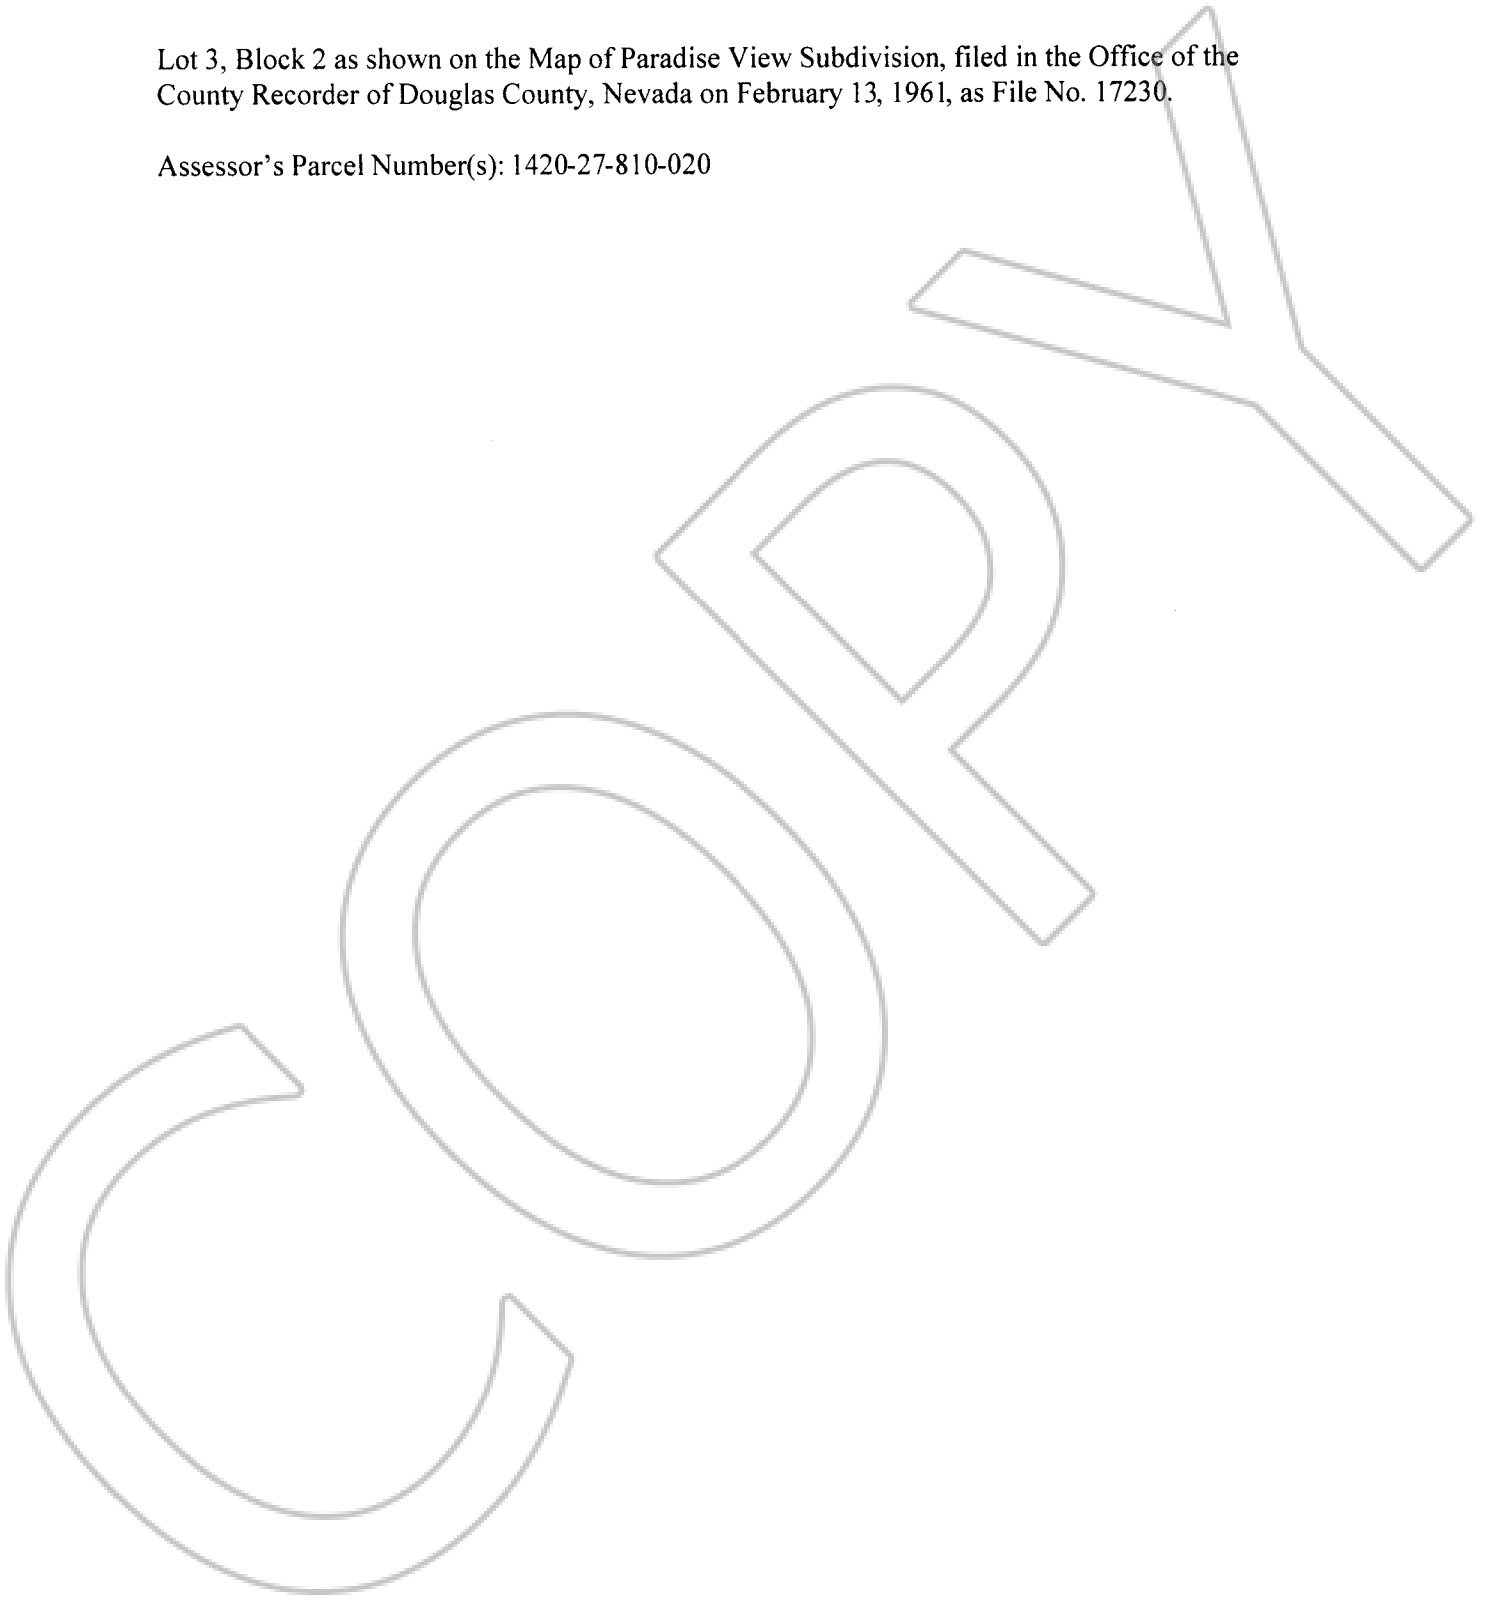 Lot 3, Block 2 as shown on the Map of Paradise View Subdivision, filed in the Office of the
County Recorder of Douglas County, Nevada on February 13, 1961, as File No. 17230.
Assessor's Parcel Number(s): 1420-27-810-020
COPY